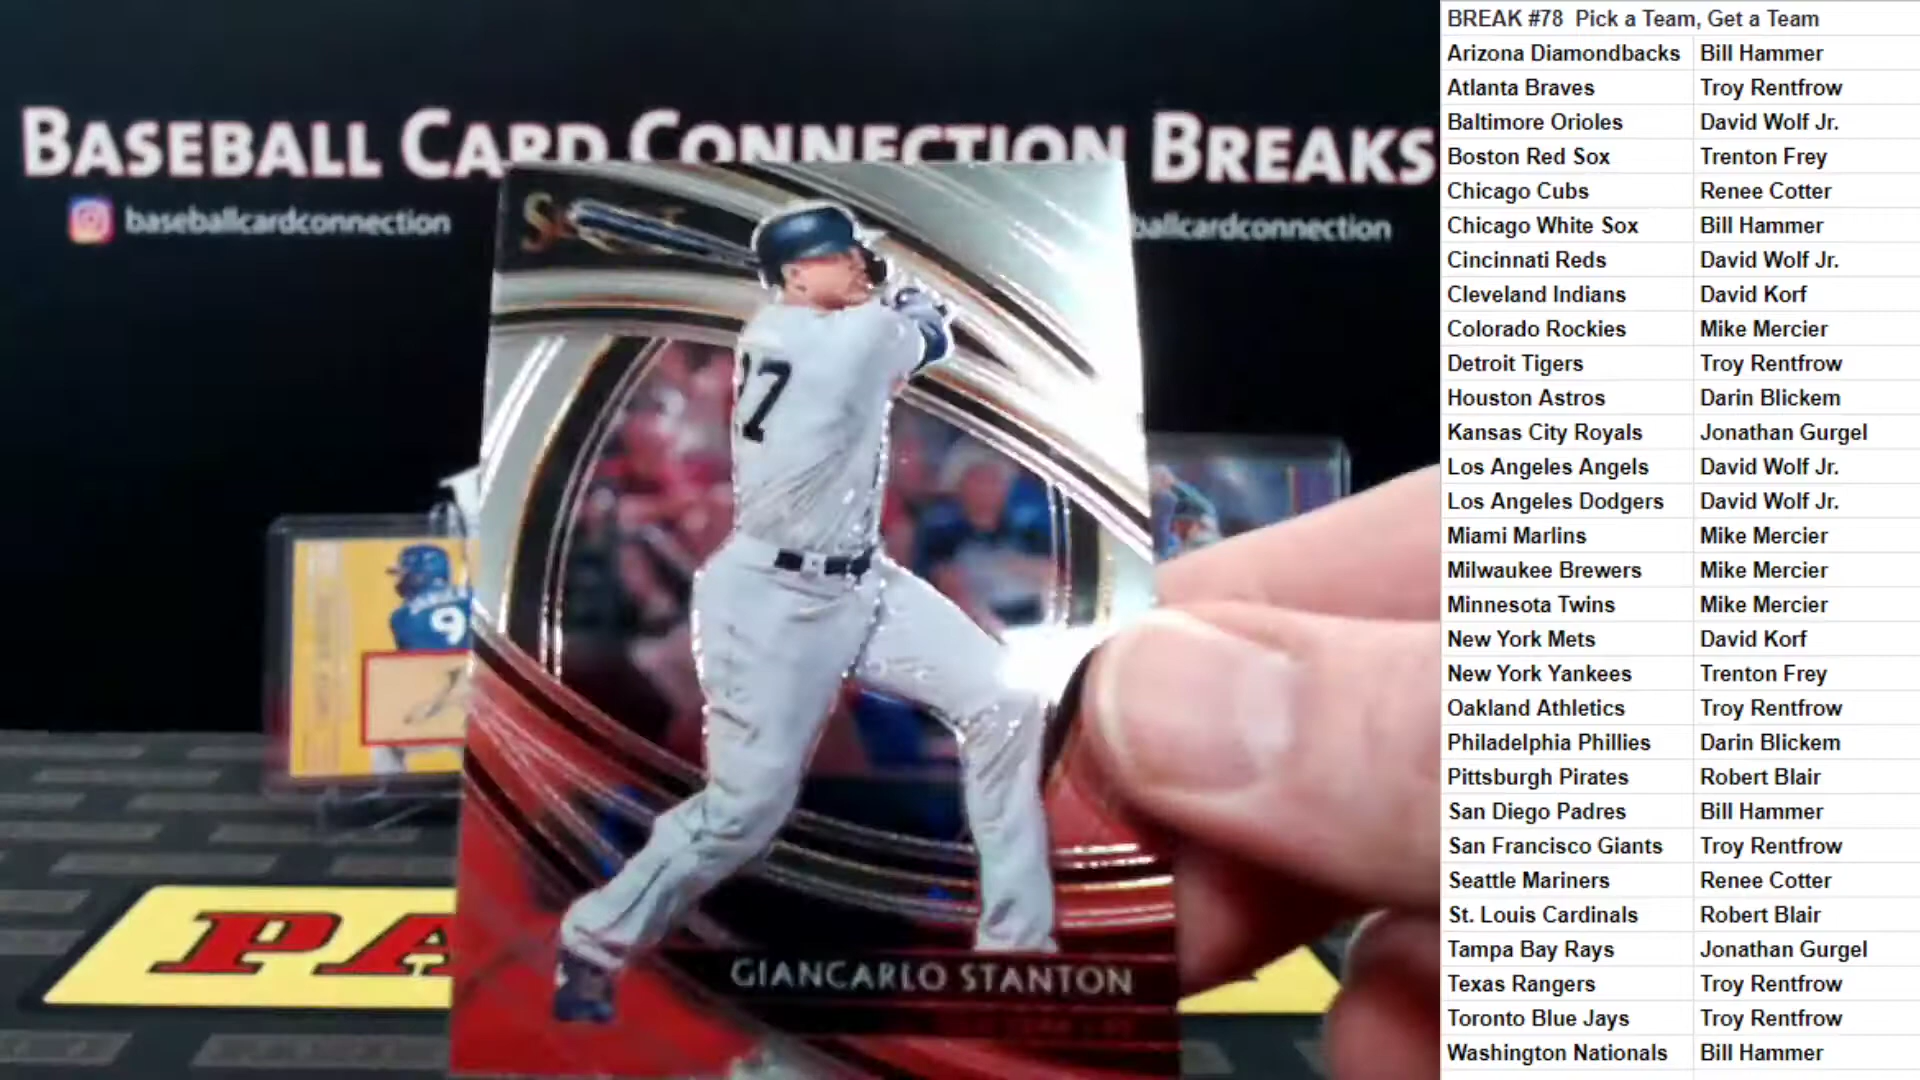 BASEBALL CARD CONNECTION BREAKS
baseballcardconnection
ballcardconnection
27
9
PA
GIANCARLO STANTON
BREAK #78 Pick a Team, Get a Team
Arizona Diamondbacks Bill Hammer
Atlanta Braves Troy Rentfrow
Baltimore Orioles David Wolf Jr.
Boston Red Sox Trenton Frey
Chicago Cubs Renee Cotter
Chicago White Sox Bill Hammer
Cincinnati Reds David Wolf Jr.
Cleveland Indians David Korf
Colorado Rockies Mike Mercier
Detroit Tigers Troy Rentfrow
Houston Astros Darin Blickem
Kansas City Royals Jonathan Gurgel
Los Angeles Angels David Wolf Jr.
Los Angeles Dodgers David Wolf Jr.
Miami Marlins Mike Mercier
Milwaukee Brewers Mike Mercier
Minnesota Twins Mike Mercier
New York Mets David Korf
New York Yankees Trenton Frey
Oakland Athletics Troy Rentfrow
Philadelphia Phillies Darin Blickem
Pittsburgh Pirates Robert Blair
San Diego Padres Bill Hammer
San Francisco Giants Troy Rentfrow
Seattle Mariners Renee Cotter
St. Louis Cardinals Robert Blair
Tampa Bay Rays Jonathan Gurgel
Texas Rangers Troy Rentfrow
Toronto Blue Jays Troy Rentfrow
Washington Nationals Bill Hammer